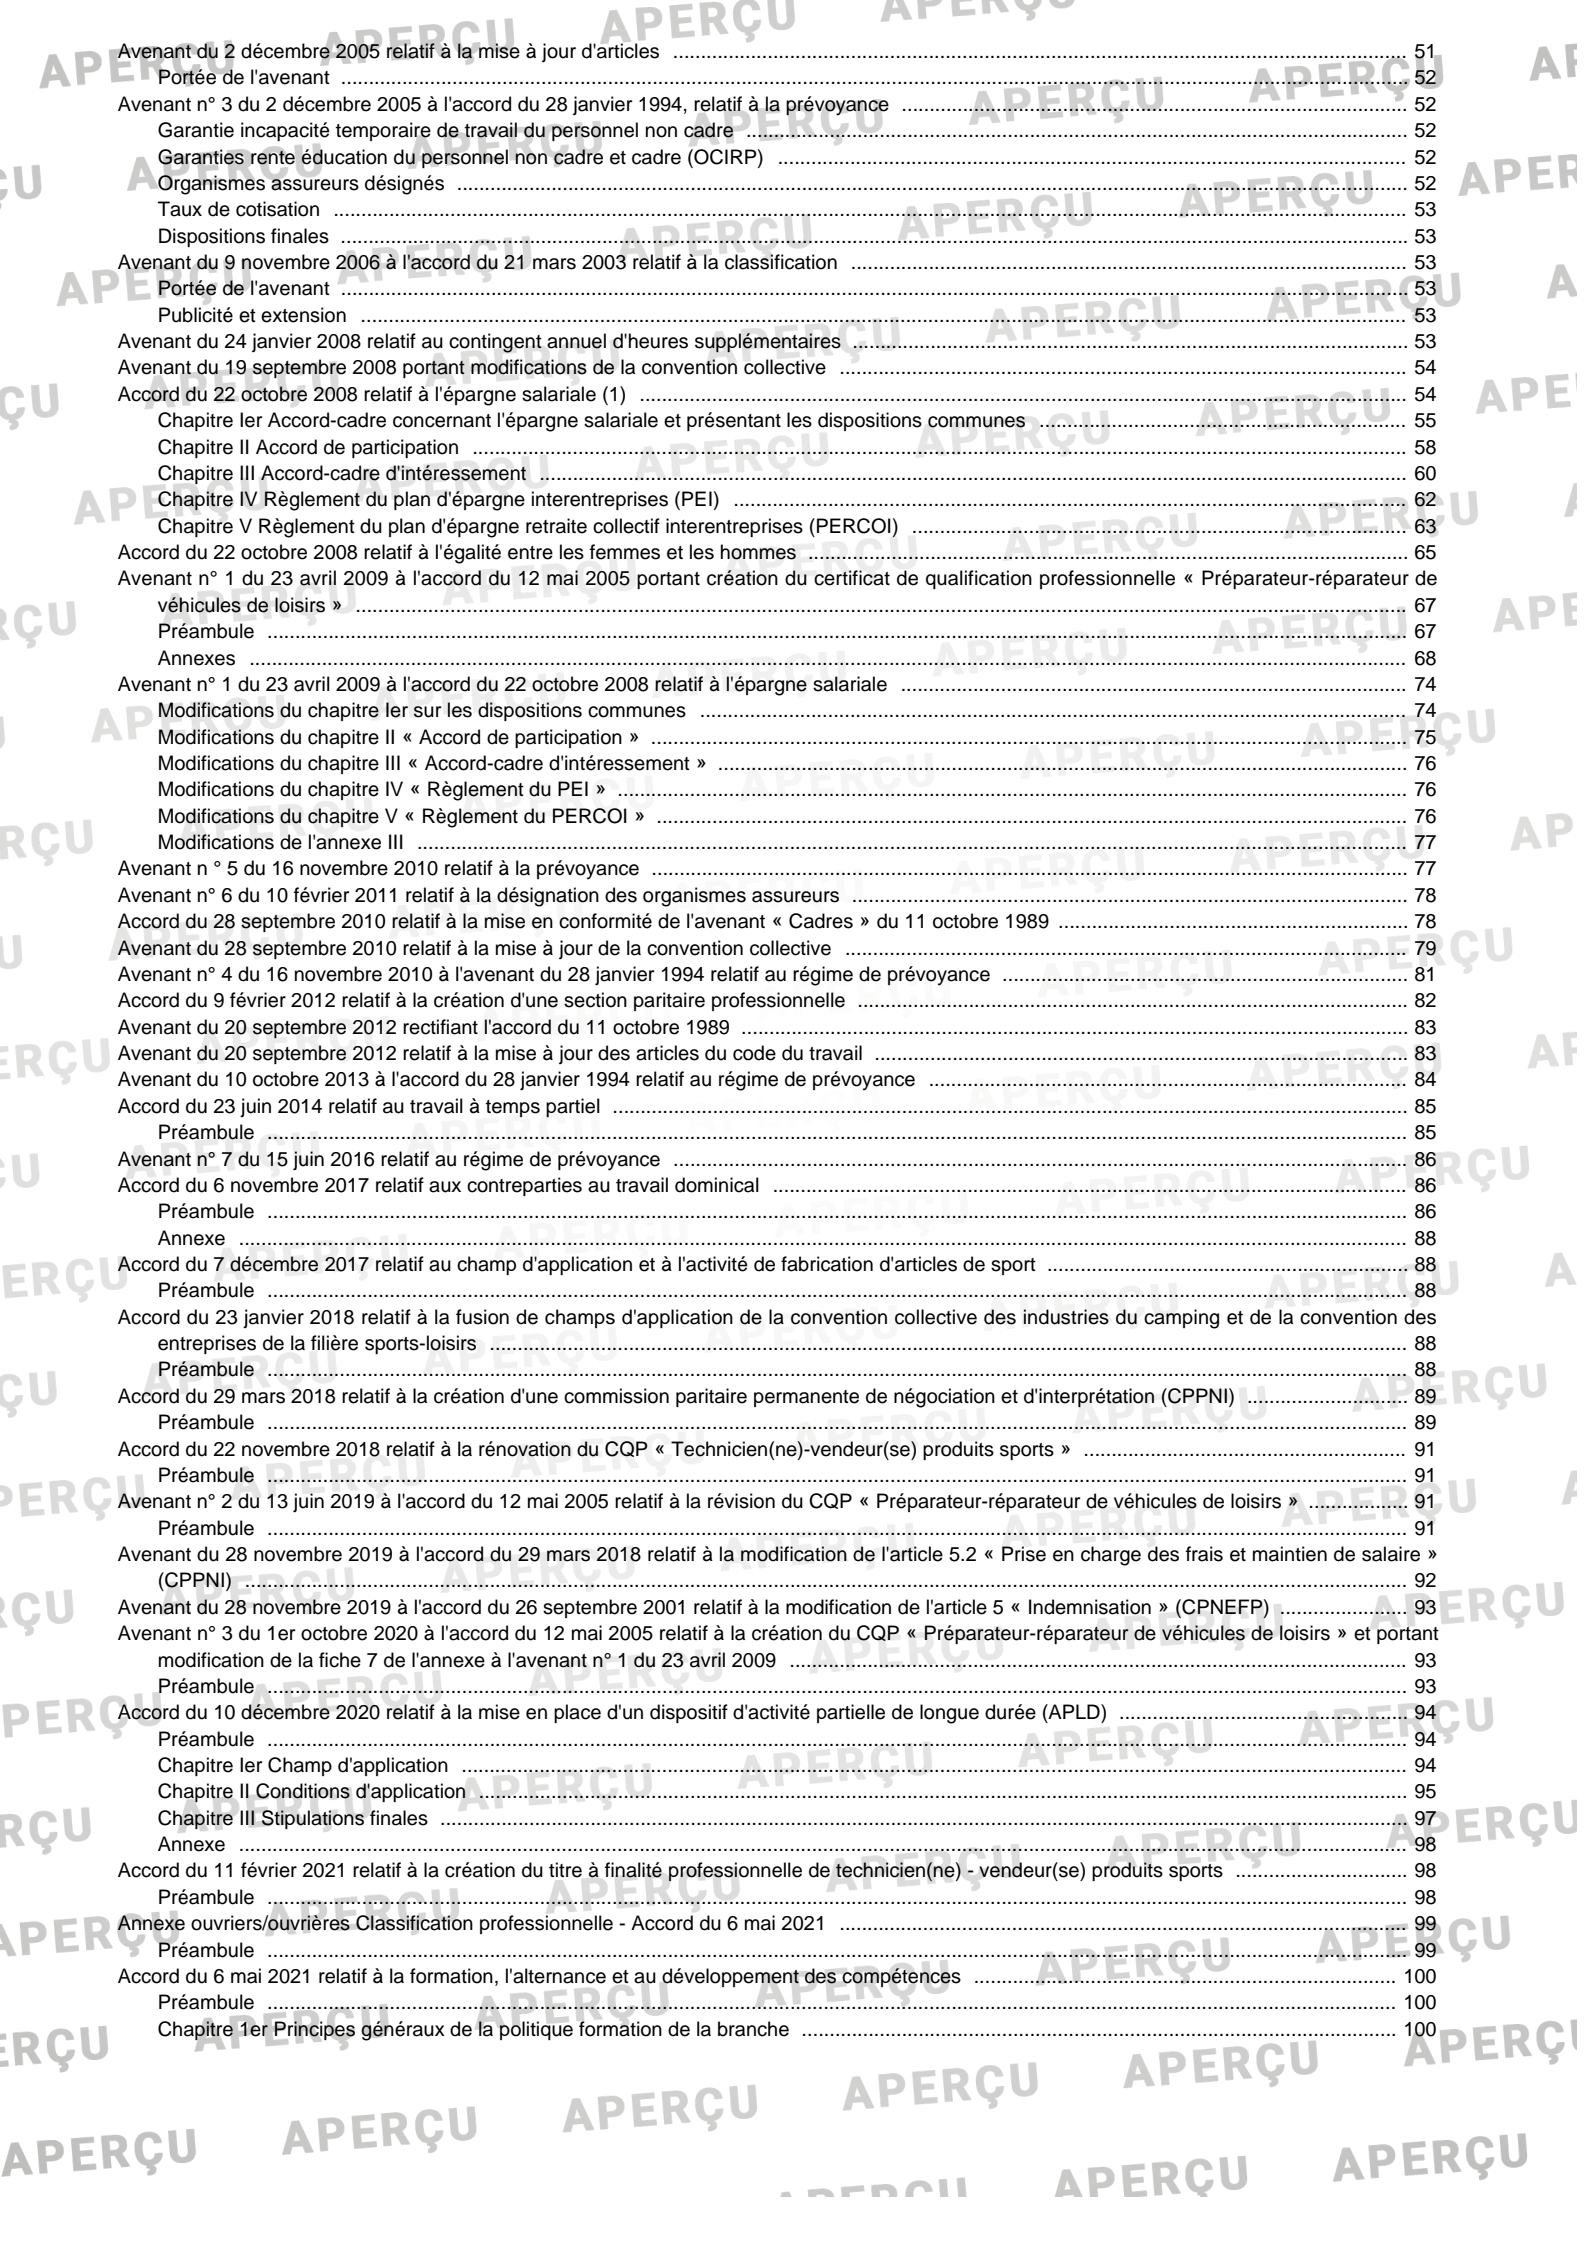 Avenant du 2 décembre 2005 relatif à la mise à jour d'articles ........ 51
Portée de l'avenant ........ 52
Avenant n° 3 du 2 décembre 2005 à l'accord du 28 janvier 1994, relatif à la prévoyance ........ 52
Garantie incapacité temporaire de travail du personnel non cadre ........ 52
Garanties rente éducation du personnel non cadre et cadre (OCIRP) ........ 52
Organismes assureurs désignés ........ 52
Taux de cotisation ........ 53
Dispositions finales ........ 53
Avenant du 9 novembre 2006 à l'accord du 21 mars 2003 relatif à la classification ........ 53
Portée de l'avenant ........ 53
Publicité et extension ........ 53
Avenant du 24 janvier 2008 relatif au contingent annuel d'heures supplémentaires ........ 53
Avenant du 19 septembre 2008 portant modifications de la convention collective ........ 54
Accord du 22 octobre 2008 relatif à l'épargne salariale (1) ........ 54
Chapitre Ier Accord-cadre concernant l'épargne salariale et présentant les dispositions communes ........ 55
Chapitre II Accord de participation ........ 58
Chapitre III Accord-cadre d'intéressement ........ 60
Chapitre IV Règlement du plan d'épargne interentreprises (PEI) ........ 62
Chapitre V Règlement du plan d'épargne retraite collectif interentreprises (PERCOI) ........ 63
Accord du 22 octobre 2008 relatif à l'égalité entre les femmes et les hommes ........ 65
Avenant n° 1 du 23 avril 2009 à l'accord du 12 mai 2005 portant création du certificat de qualification professionnelle « Préparateur-réparateur de
véhicules de loisirs » ........ 67
Préambule ........ 67
Annexes ........ 68
Avenant n° 1 du 23 avril 2009 à l'accord du 22 octobre 2008 relatif à l'épargne salariale ........ 74
Modifications du chapitre Ier sur les dispositions communes ........ 74
Modifications du chapitre II « Accord de participation » ........ 75
Modifications du chapitre III « Accord-cadre d'intéressement » ........ 76
Modifications du chapitre IV « Règlement du PEI » ........ 76
Modifications du chapitre V « Règlement du PERCOI » ........ 76
Modifications de l'annexe III ........ 77
Avenant n ° 5 du 16 novembre 2010 relatif à la prévoyance ........ 77
Avenant n° 6 du 10 février 2011 relatif à la désignation des organismes assureurs ........ 78
Accord du 28 septembre 2010 relatif à la mise en conformité de l'avenant « Cadres » du 11 octobre 1989 ........ 78
Avenant du 28 septembre 2010 relatif à la mise à jour de la convention collective ........ 79
Avenant n° 4 du 16 novembre 2010 à l'avenant du 28 janvier 1994 relatif au régime de prévoyance ........ 81
Accord du 9 février 2012 relatif à la création d'une section paritaire professionnelle ........ 82
Avenant du 20 septembre 2012 rectifiant l'accord du 11 octobre 1989 ........ 83
Avenant du 20 septembre 2012 relatif à la mise à jour des articles du code du travail ........ 83
Avenant du 10 octobre 2013 à l'accord du 28 janvier 1994 relatif au régime de prévoyance ........ 84
Accord du 23 juin 2014 relatif au travail à temps partiel ........ 85
Préambule ........ 85
Avenant n° 7 du 15 juin 2016 relatif au régime de prévoyance ........ 86
Accord du 6 novembre 2017 relatif aux contreparties au travail dominical ........ 86
Préambule ........ 86
Annexe ........ 88
Accord du 7 décembre 2017 relatif au champ d'application et à l'activité de fabrication d'articles de sport ........ 88
Préambule ........ 88
Accord du 23 janvier 2018 relatif à la fusion de champs d'application de la convention collective des industries du camping et de la convention des
entreprises de la filière sports-loisirs ........ 88
Préambule ........ 88
Accord du 29 mars 2018 relatif à la création d'une commission paritaire permanente de négociation et d'interprétation (CPPNI) ........ 89
Préambule ........ 89
Accord du 22 novembre 2018 relatif à la rénovation du CQP « Technicien(ne)-vendeur(se) produits sports » ........ 91
Préambule ........ 91
Avenant n° 2 du 13 juin 2019 à l'accord du 12 mai 2005 relatif à la révision du CQP « Préparateur-réparateur de véhicules de loisirs » ........ 91
Préambule ........ 91
Avenant du 28 novembre 2019 à l'accord du 29 mars 2018 relatif à la modification de l'article 5.2 « Prise en charge des frais et maintien de salaire »
(CPPNI) ........ 92
Avenant du 28 novembre 2019 à l'accord du 26 septembre 2001 relatif à la modification de l'article 5 « Indemnisation » (CPNEFP) ........ 93
Avenant n° 3 du 1er octobre 2020 à l'accord du 12 mai 2005 relatif à la création du CQP « Préparateur-réparateur de véhicules de loisirs » et portant
modification de la fiche 7 de l'annexe à l'avenant n° 1 du 23 avril 2009 ........ 93
Préambule ........ 93
Accord du 10 décembre 2020 relatif à la mise en place d'un dispositif d'activité partielle de longue durée (APLD) ........ 94
Préambule ........ 94
Chapitre Ier Champ d'application ........ 94
Chapitre II Conditions d'application ........ 95
Chapitre III Stipulations finales ........ 97
Annexe ........ 98
Accord du 11 février 2021 relatif à la création du titre à finalité professionnelle de technicien(ne) - vendeur(se) produits sports ........ 98
Préambule ........ 98
Annexe ouvriers/ouvrières Classification professionnelle - Accord du 6 mai 2021 ........ 99
Préambule ........ 99
Accord du 6 mai 2021 relatif à la formation, l'alternance et au développement des compétences ........ 100
Préambule ........ 100
Chapitre 1er Principes généraux de la politique formation de la branche ........ 100
APERÇU